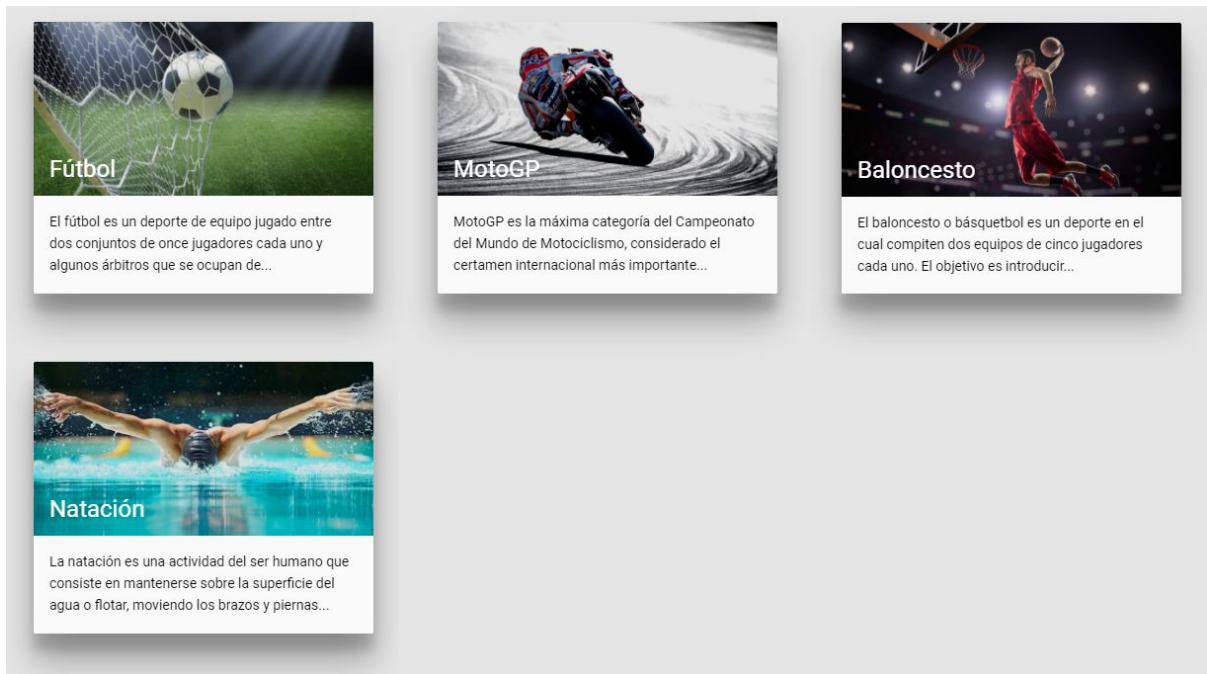 Fútbol
El fútbol es un deporte de equipo jugado entre
dos conjuntos de once jugadores cada uno y
algunos árbitros que se ocupan de...
MotoGP
MotoGP es la máxima categoría del Campeonato
del Mundo de Motociclismo, considerado el
certamen internacional más importante...
Baloncesto
El baloncesto o básquetbol es un deporte en el
cual compiten dos equipos de cinco jugadores
cada uno. El objetivo es introducir...
Natación
La natación es una actividad del ser humano que
consiste en mantenerse sobre la superficie del
agua o flotar, moviendo los brazos y piernas...